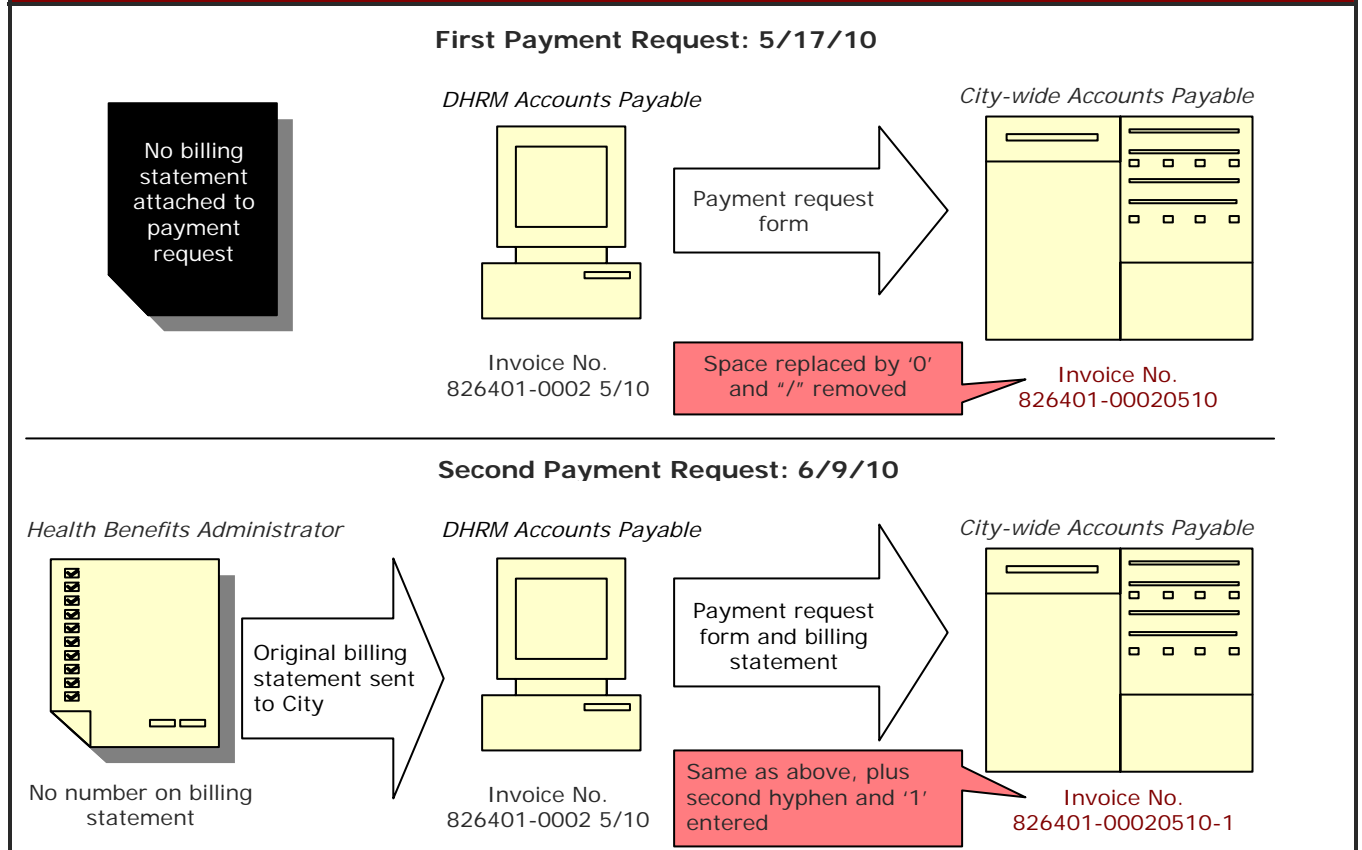 First Payment Request: 5/17/10
No billing
statement
attached to
payment
request
DHRM Accounts Payable
Invoice No.
826401-0002 5/10
Payment request
form
Space replaced by ‘0’
and “/” removed
City-wide Accounts Payable
Invoice No.
826401-00020510
Second Payment Request: 6/9/10
Health Benefits Administrator
No number on billing
statement
Original billing
statement sent
to City
DHRM Accounts Payable
Invoice No.
826401-0002 5/10
Payment request
form and billing
statement
Same as above, plus
second hyphen and ‘1’
entered
City-wide Accounts Payable
Invoice No.
826401-00020510-1